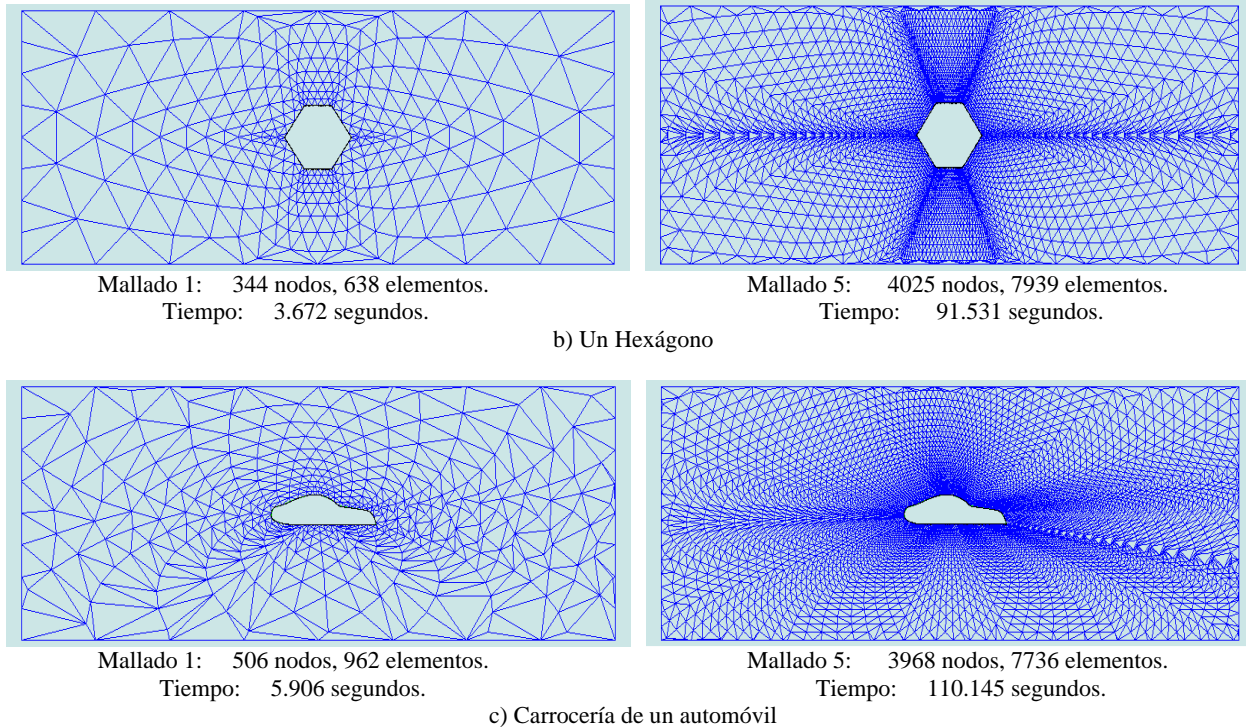 Mallado 1: 344 nodos, 638 elementos.
Tiempo: 3.672 segundos.
Mallado 5: 4025 nodos, 7939 elementos.
Tiempo: 91.531 segundos.
b) Un Hexágono
Mallado 1: 506 nodos, 962 elementos.
Tiempo: 5.906 segundos.
Mallado 5: 3968 nodos, 7736 elementos.
Tiempo: 110.145 segundos.
c) Carrocería de un automóvil